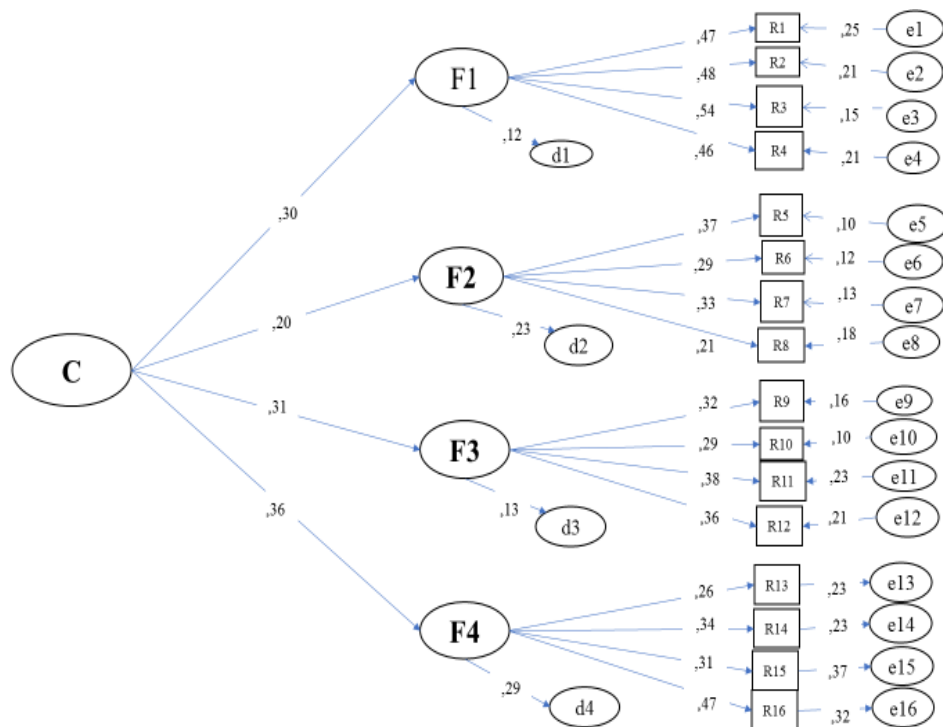 ,47 R1 ,25 e1
F1
,48 R2 ,21 e2
,54 R3 ,15 e3
,12 d1
,46 R4 ,21 e4
,30
,37 R5 ,10 e5
F2
,29 R6 ,12 e6
,33 R7 ,13 e7
,20
,23 d2
,21 R8 ,18 e8
C
,31
,32 R9 ,16 e9
F3
,29 R10 ,10 e10
,38 R11 ,23 e11
,36
,13 d3
,36 R12 ,21 e12
,26 R13 ,23 e13
F4
,34 R14 ,23 e14
,31 R15 ,37 e15
,29 d4
,47 R16 ,32 e16